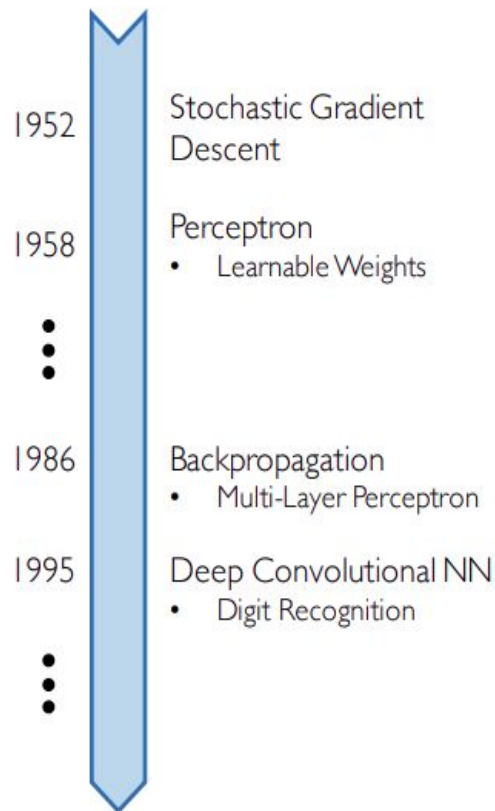 1952
Stochastic Gradient
Descent
1958
Perceptron
• Learnable Weights
1986
Backpropagation
• Multi-Layer Perceptron
1995
Deep Convolutional NN
• Digit Recognition